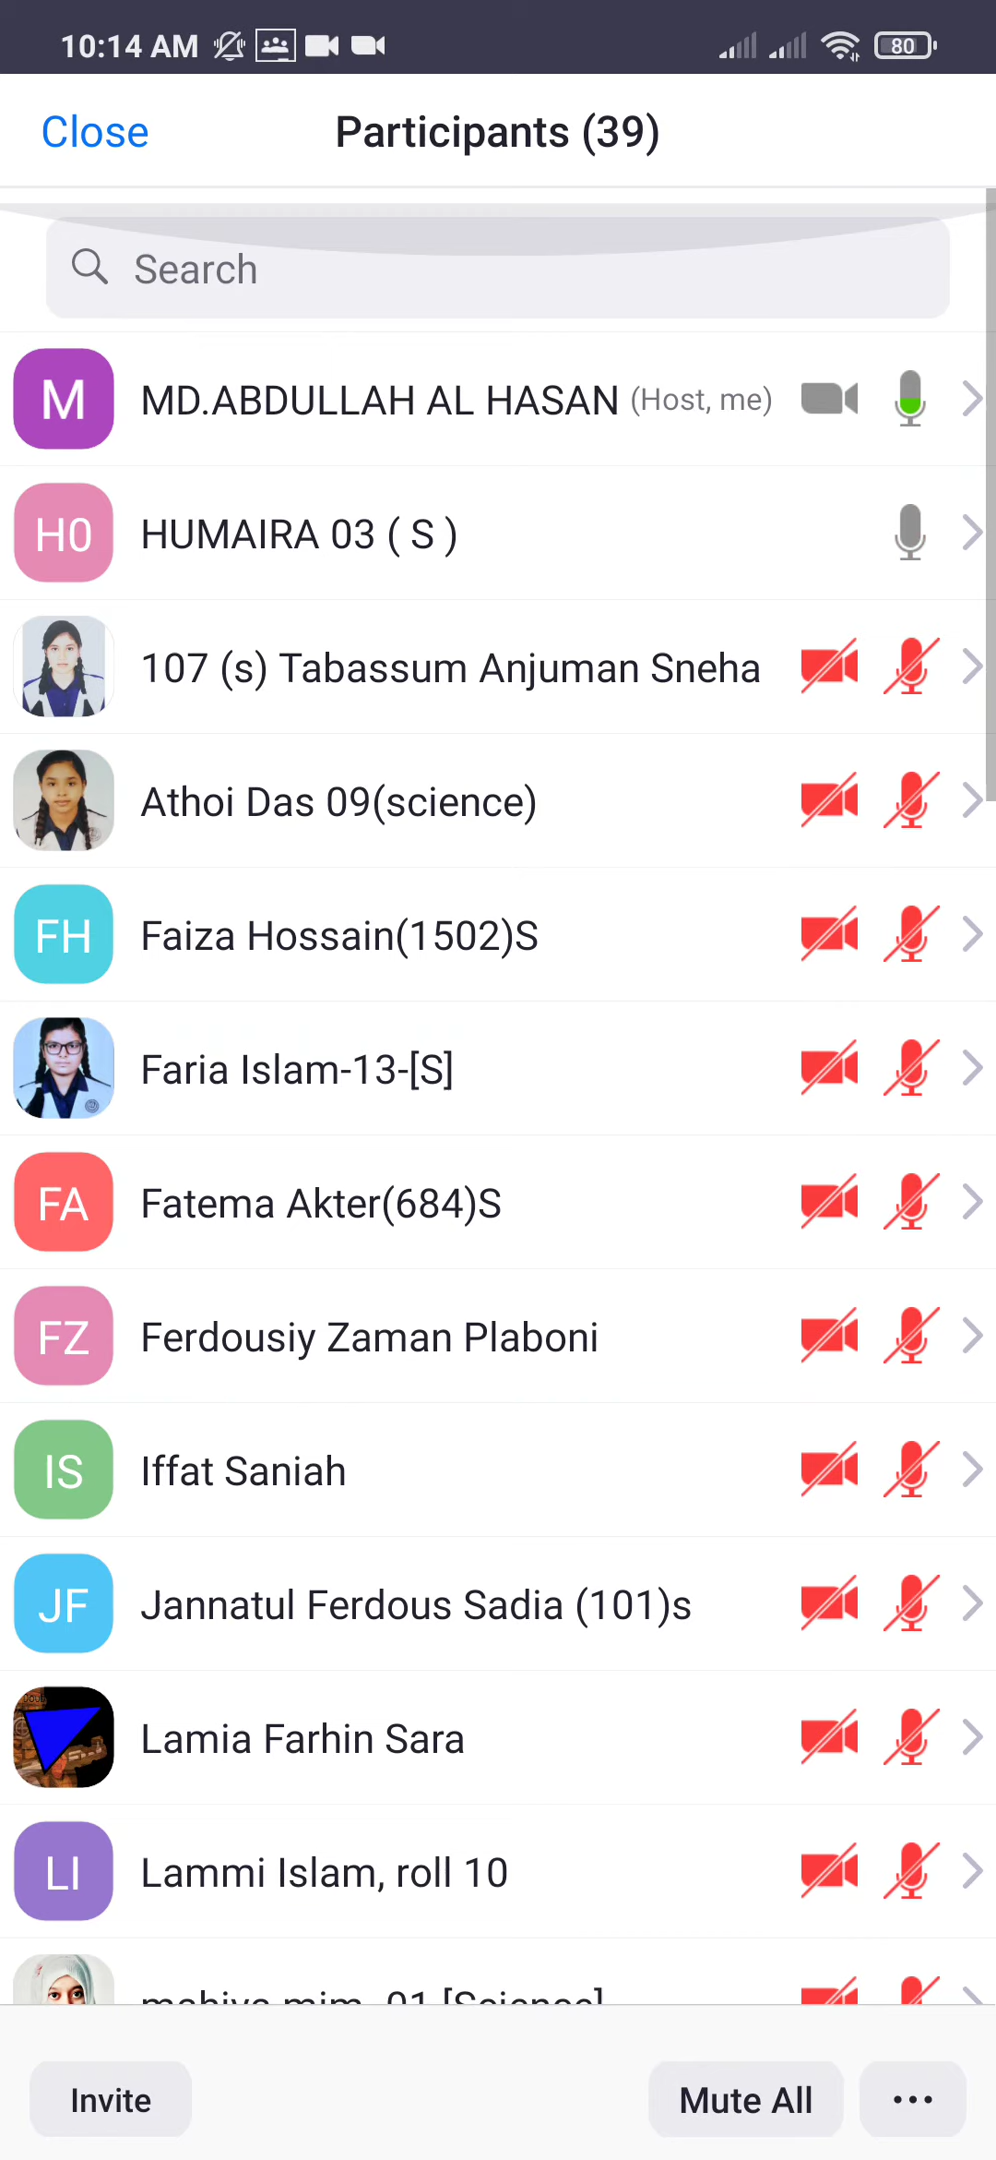 10:14 AM 80
Close Participants (39)
Search
M MD.ABDULLAH AL HASAN (Host, me)
H0 HUMAIRA 03 ( S )
107 (s) Tabassum Anjuman Sneha
Athoi Das 09(science)
FH Faiza Hossain(1502)S
Faria Islam-13-[S]
FA Fatema Akter(684)S
FZ Ferdousiy Zaman Plaboni
IS Iffat Saniah
JF Jannatul Ferdous Sadia (101)s
Lamia Farhin Sara
LI Lammi Islam, roll 10
01 [Science]
Invite Mute All ...